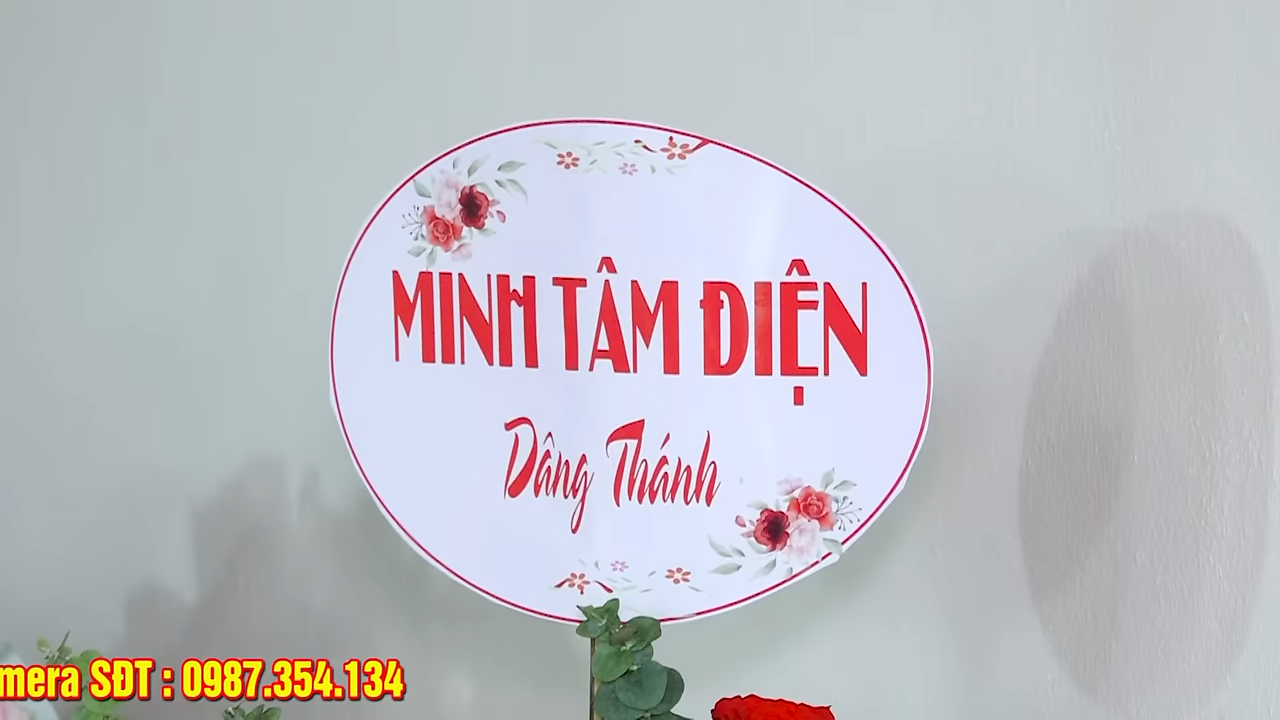 MINH TÂM ĐIỆN
Dâng Thánh
mera SĐT : 0987.354.134